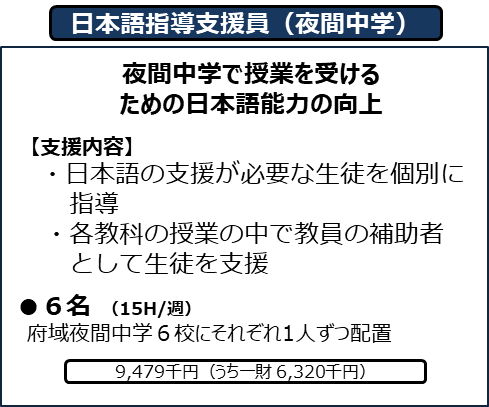 日本語指導支援員（夜間中学）
夜間中学で授業を受ける
ための日本語能力の向上
【支援内容】
・日本語の支援が必要な生徒を個別に
指導
・各教科の授業の中で教員の補助者
として生徒を支援
●６名 （15H/週）
府域夜間中学６校にそれぞれ1人ずつ配置
9,479千円（うち一財 6,320千円）